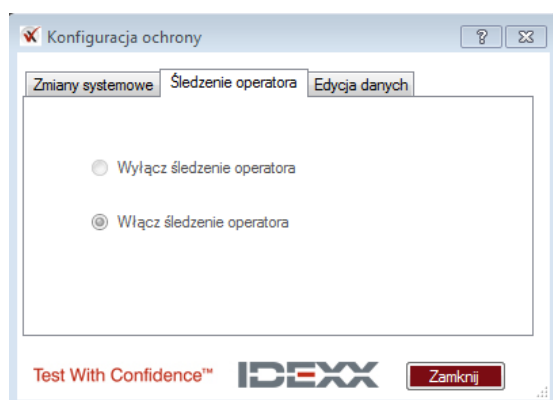 Konfiguracja ochrony
Zmiany systemowe Śledzenie operatora Edycja danych
Wyłącz śledzenie operatora
Włącz śledzenie operatora
Test With Confidence™ IDEXX Zamknij